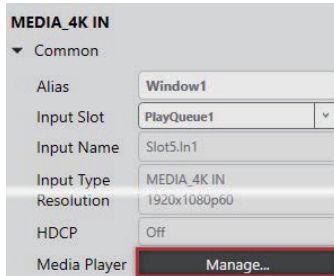 MEDIA_4K IN
Common
Alias Window1
Input Slot PlayQueue1
Input Name Slot5.In1
Input Type MEDIA_4K IN
Resolution 1920x1080p60
HDCP Off
Media Player Manage...